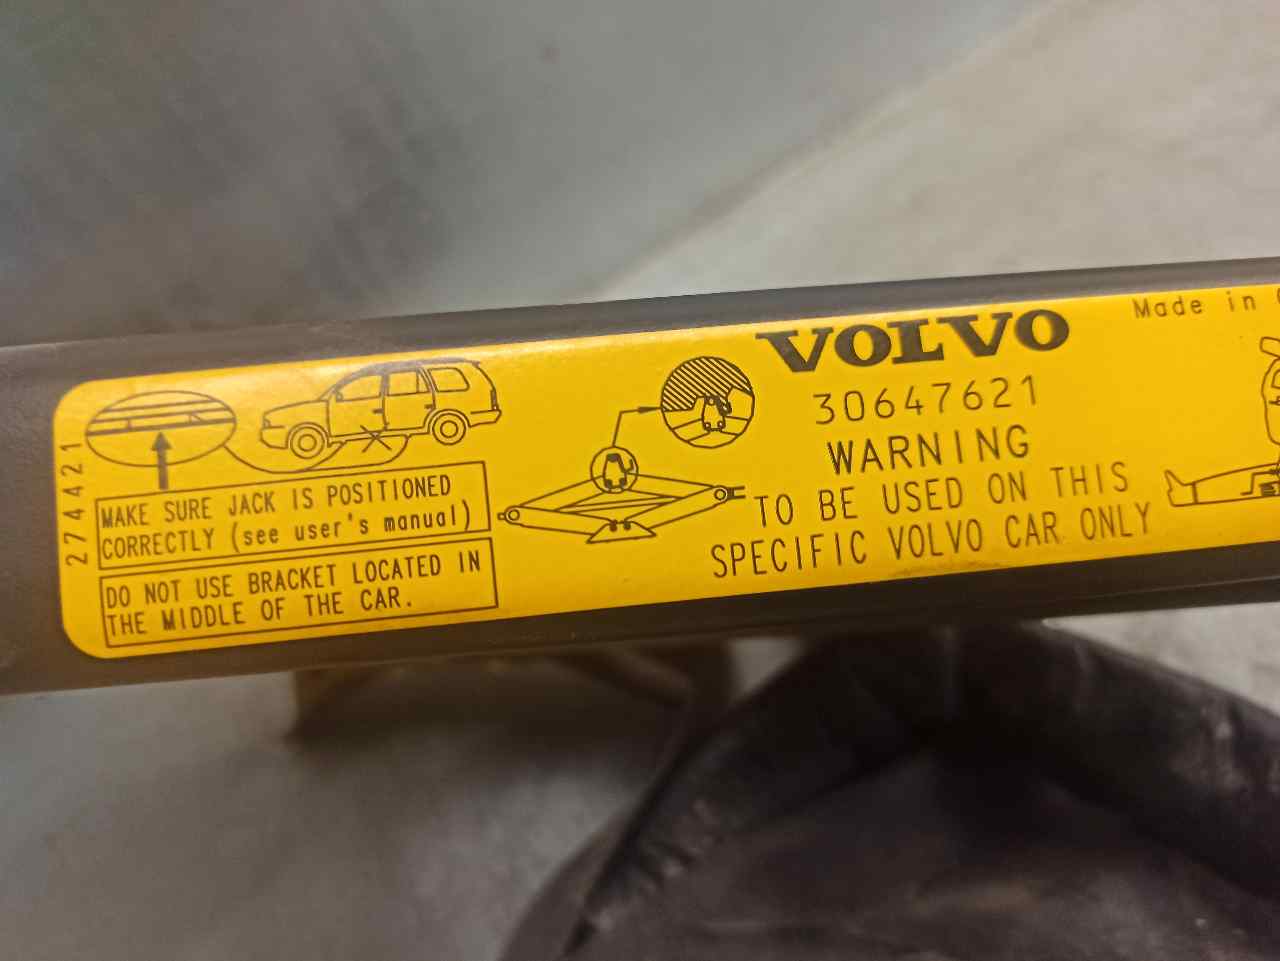 274421
MAKE SURE JACK IS POSITIONED
CORRECTLY (see user's manual)
DO NOT USE BRACKET LOCATED IN
THE MIDDLE OF THE CAR.
VOLVO
30647621
WARNING
TO BE USED ON THIS
SPECIFIC VOLVO CAR ONLY
Made in